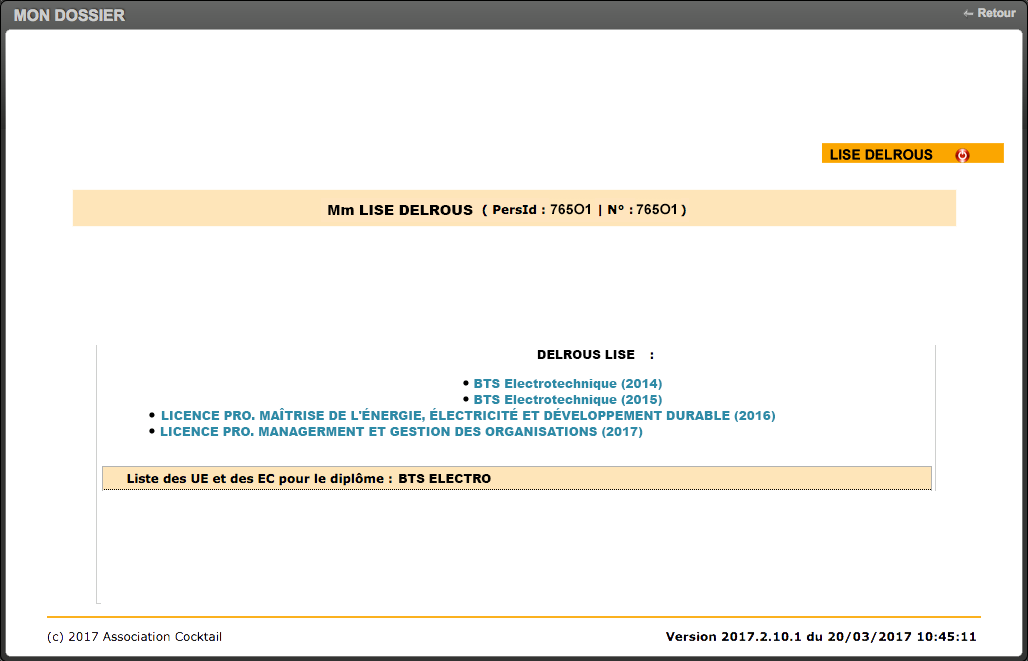 MON DOSSIER
← Retour
LISE DELROUS
Mm LISE DELROUS ( PersId : 765O1 | N° : 765O1 )
DELROUS LISE :
• BTS Electrotechnique (2014)
• BTS Electrotechnique (2015)
• LICENCE PRO. MAÎTRISE DE L'ÉNERGIE, ÉLECTRICITÉ ET DÉVELOPPEMENT DURABLE (2016)
• LICENCE PRO. MANAGERMENT ET GESTION DES ORGANISATIONS (2017)
Liste des UE et des EC pour le diplôme : BTS ELECTRO
(c) 2017 Association Cocktail
Version 2017.2.10.1 du 20/03/2017 10:45:11